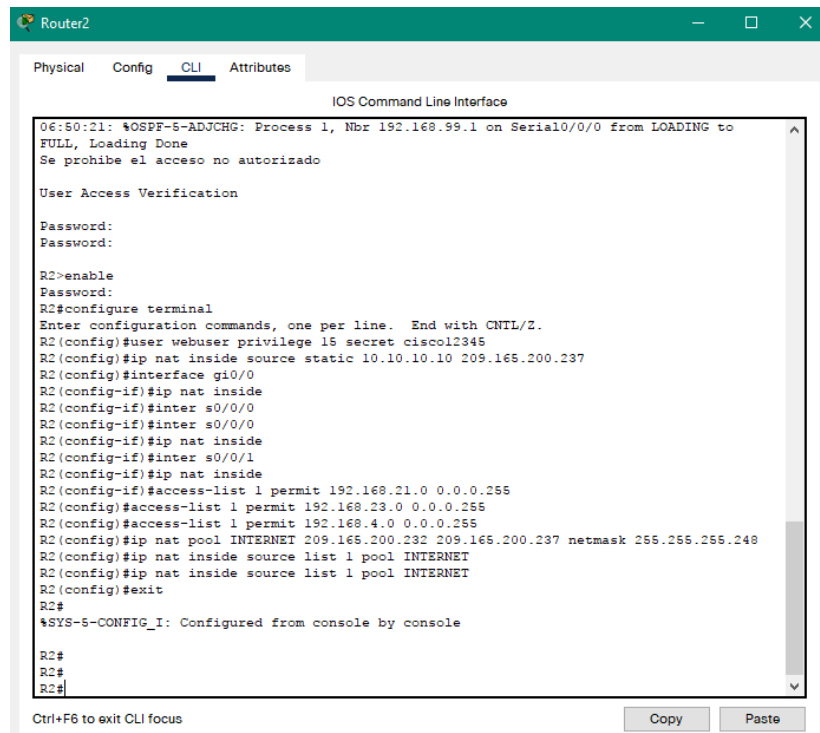 Router2
Physical Config CLI Attributes
IOS Command Line Interface
06:50:21: %OSPF-5-ADJCHG: Process 1, Nbr 192.168.99.1 on Serial0/0/0 from LOADING to
FULL, Loading Done
Se prohibe el acceso no autorizado
User Access Verification
Password:
Password:
R2>enable
Password:
R2#configure terminal
Enter configuration commands, one per line.  End with CNTL/Z.
R2(config)#user webuser privilege 15 secret cisco12345
R2(config)#ip nat inside source static 10.10.10.10 209.165.200.237
R2(config)#interface gi0/0
R2(config-if)#ip nat inside
R2(config-if)#inter s0/0/0
R2(config-if)#inter s0/0/0
R2(config-if)#ip nat inside
R2(config-if)#inter s0/0/1
R2(config-if)#ip nat inside
R2(config-if)#access-list 1 permit 192.168.21.0 0.0.0.255
R2(config)#access-list 1 permit 192.168.23.0 0.0.0.255
R2(config)#access-list 1 permit 192.168.4.0 0.0.0.255
R2(config)#ip nat pool INTERNET 209.165.200.232 209.165.200.237 netmask 255.255.255.248
R2(config)#ip nat inside source list 1 pool INTERNET
R2(config)#ip nat inside source list 1 pool INTERNET
R2(config)#exit
R2#
%SYS-5-CONFIG_I: Configured from console by console
R2#
R2#
R2#
Ctrl+F6 to exit CLI focus Copy Paste